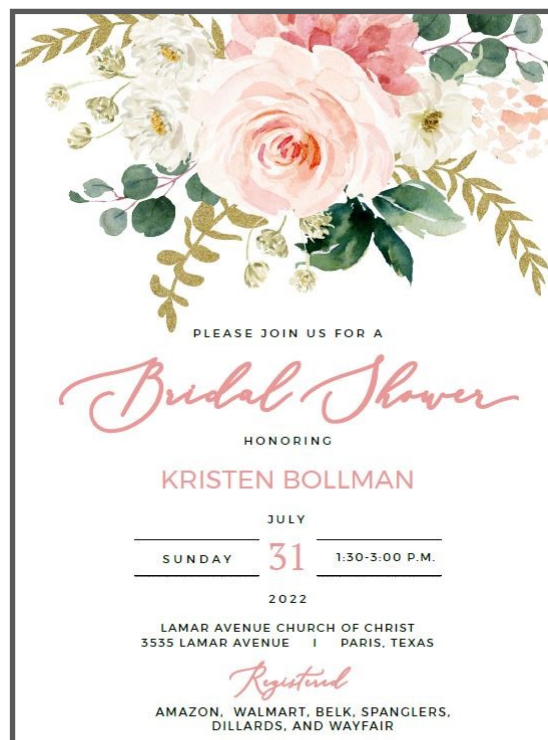 PLEASE JOIN US FOR A
Bridal Shower
HONORING
KRISTEN BOLLMAN
JULY
SUNDAY 31 1:30-3:00 P.M.
2022
LAMAR AVENUE CHURCH OF CHRIST
3535 LAMAR AVENUE I PARIS, TEXAS
Registered
AMAZON, WALMART, BELK, SPANGLERS,
DILLARDS, AND WAYFAIR